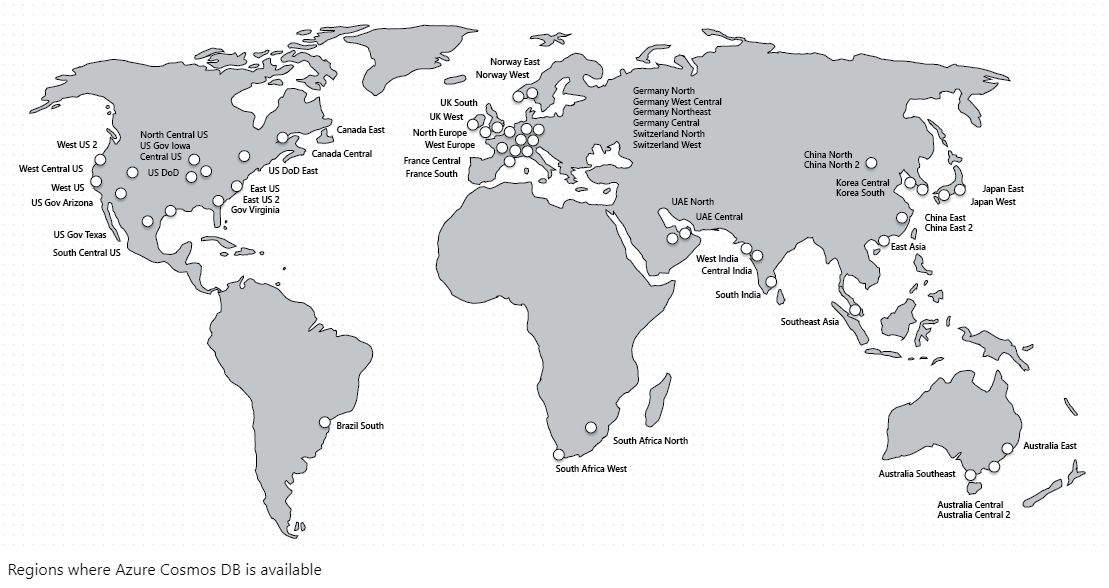 Norway East
Norway West
UK South
UK West
North Europe
West Europe
France Central
France South
Germany North
Germany West Central
Germany Northeast
Germany Central
Switzerland North
Switzerland West
Canada East
Canada Central
North Central US
US Gov Iowa
Central US
West US 2
West Central US
US DoD
US DoD East
West US
US Gov Arizona
East US
East US 2
Gov Virginia
US Gov Texas
South Central US
China North
China North 2
Korea Central
Korea South
Japan East
Japan West
China East
China East 2
East Asia
UAE North
UAE Central
West India
Central India
South India
Southeast Asia
Brazil South
South Africa North
South Africa West
Australia East
Australia Southeast
Australia Central
Australia Central 2
Regions where Azure Cosmos DB is available